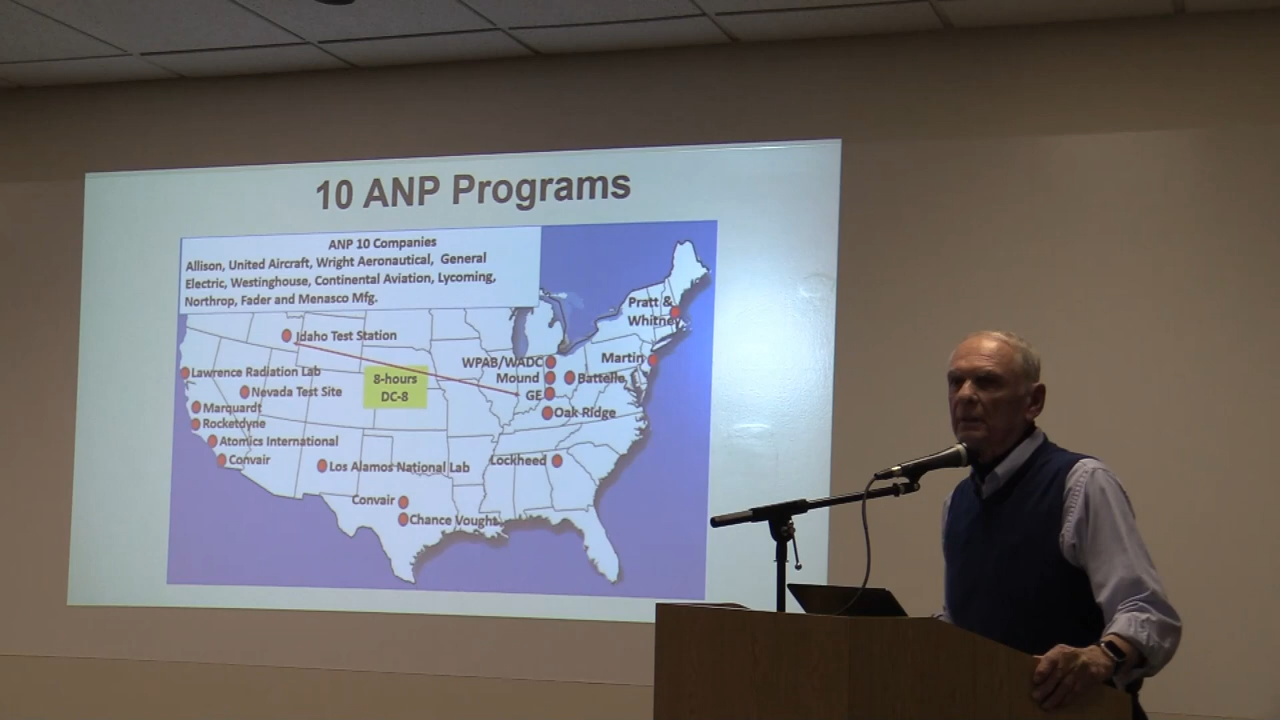 10 ANP Programs
ANP 10 Companies
Allison, United Aircraft, Wright Aeronautical, General
Electric, Westinghouse, Continental Aviation, Lycoming,
Northrop, Fader and Menasco Mfg.
Pratt &
Whitney
Idaho Test Station
WPAB/WADC
Martin
Lawrence Radiation Lab
8-hours
DC-8
Mound
Battelle
Nevada Test Site
GE
Marquardt
Oak Ridge
Rocketdyne
Atomics International
Convair
Los Alamos National Lab
Lockheed
Convair
Chance Vought